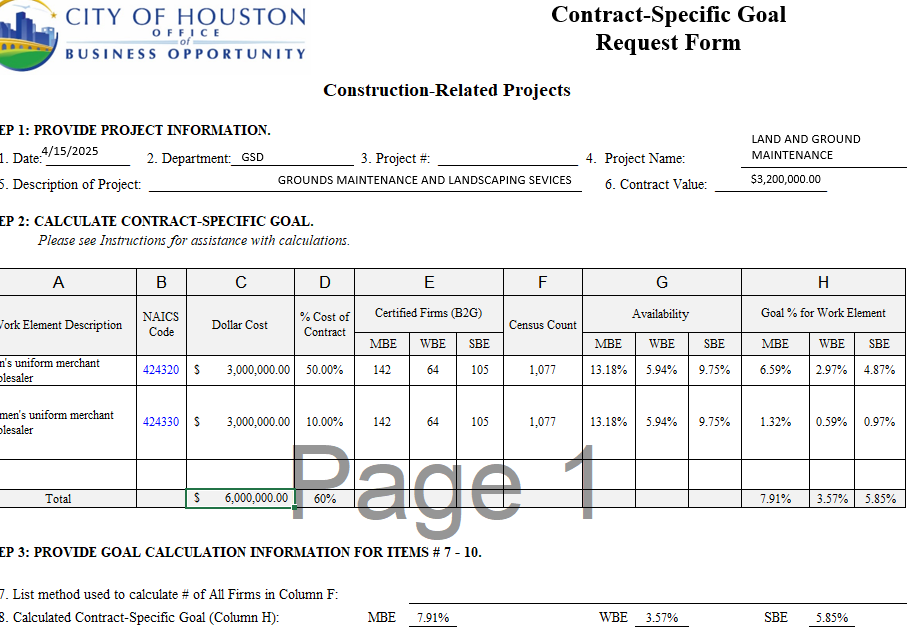 CITY OF HOUSTON
OFFICE
of
BUSINESS OPPORTUNITY
Contract-Specific Goal
Request Form
Construction-Related Projects
EP 1: PROVIDE PROJECT INFORMATION.
1. Date: 4/15/2025 2. Department: GSD 3. Project #: 4. Project Name: LAND AND GROUND MAINTENANCE
5. Description of Project: GROUNDS MAINTENANCE AND LANDSCAPING SEVICES 6. Contract Value: $3,200,000.00
EP 2: CALCULATE CONTRACT-SPECIFIC GOAL.
Please see Instructions for assistance with calculations.
A B C D E F G H
Work Element Description NAICS Code Dollar Cost % Cost of Contract Certified Firms (B2G) Census Count Availability Goal % for Work Element
MBE WBE SBE MBE WBE SBE MBE WBE SBE
n's uniform merchant olesaler 424320 $ 3,000,000.00 50.00% 142 64 105 1,077 13.18% 5.94% 9.75% 6.59% 2.97% 4.87%
men's uniform merchant olesaler 424330 $ 3,000,000.00 10.00% 142 64 105 1,077 13.18% 5.94% 9.75% 1.32% 0.59% 0.97%
Page 1
Total $ 6,000,000.00 60% 7.91% 3.57% 5.85%
EP 3: PROVIDE GOAL CALCULATION INFORMATION FOR ITEMS # 7 - 10.
7. List method used to calculate # of All Firms in Column F:
8. Calculated Contract-Specific Goal (Column H): MBE 7.91% WBE 3.57% SBE 5.85%